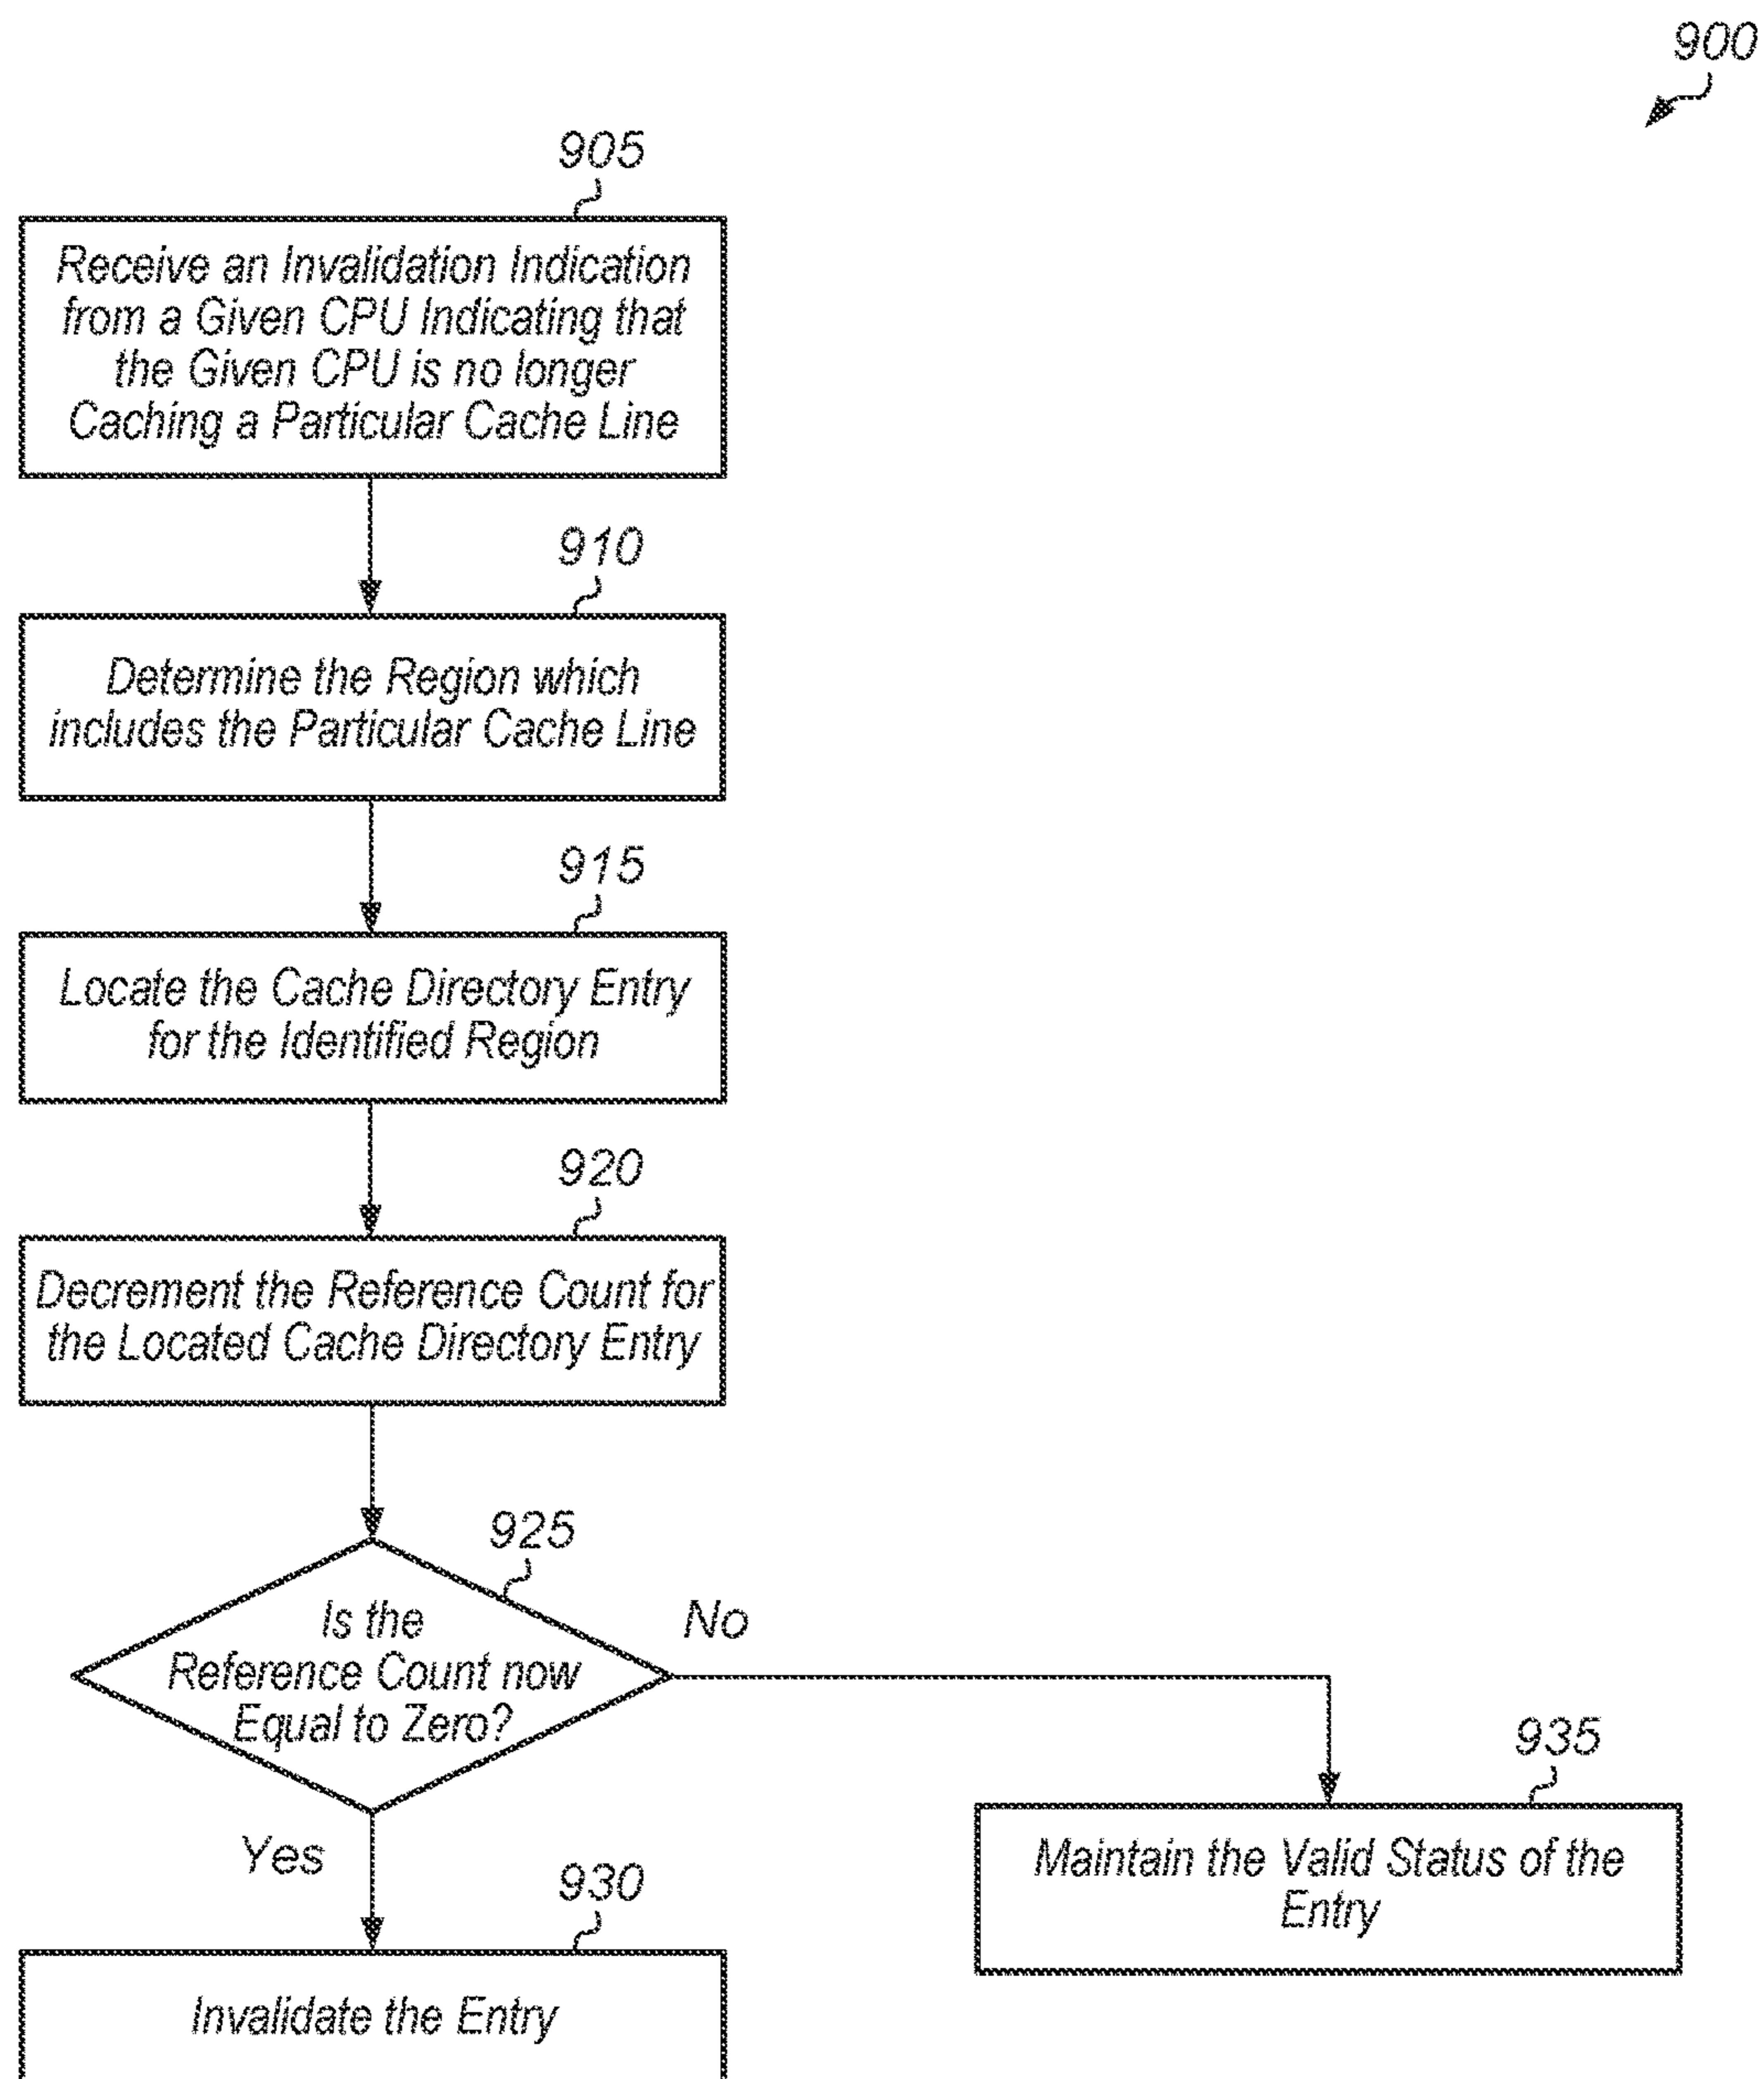 900
905
Receive an Invalidation Indication
from a Given CPU Indicating that
the Given CPU is no longer
Caching a Particular Cache Line
910
Determine the Region which
includes the Particular Cache Line
915
Locate the Cache Directory Entry
for the Identified Region
920
Decrement the Reference Count for
the Located Cache Directory Entry
925
Is the
Reference Count now
Equal to Zero?
No
Yes
935
Maintain the Valid Status of the
Entry
930
Invalidate the Entry